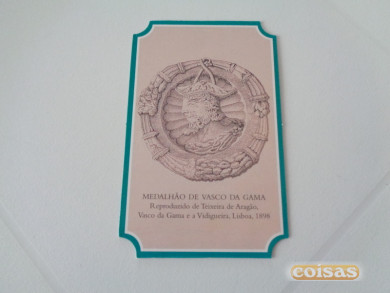 MEDALHÃO DE VASCO DA GAMA
Reproduzido de Teixeira de Aragão,
Vasco da Gama e a Vidigueira, Lisboa, 1898
coisas